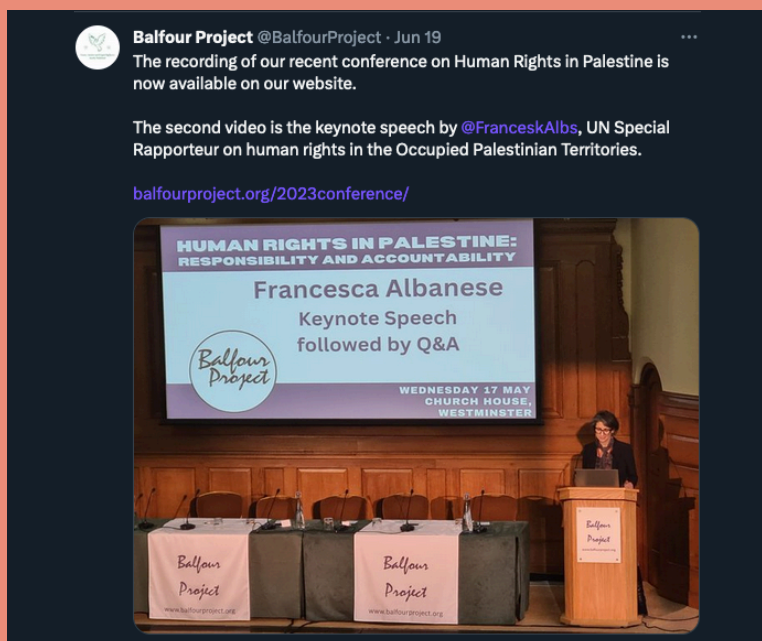 Balfour Project @BalfourProject · Jun 19
The recording of our recent conference on Human Rights in Palestine is
now available on our website.
The second video is the keynote speech by @FranceskAlbs, UN Special
Rapporteur on human rights in the Occupied Palestinian Territories.
balfourproject.org/2023conference/
HUMAN RIGHTS IN PALESTINE:
RESPONSIBILITY AND ACCOUNTABILITY
Francesca Albanese
Keynote Speech
followed by Q&A
Balfour
Project
WEDNESDAY 17 MAY
CHURCH HOUSE,
WESTMINSTER
Balfour
Project
www.balfourproject.org
Balfour
Project
www.balfourproject.org
Balfour
Project